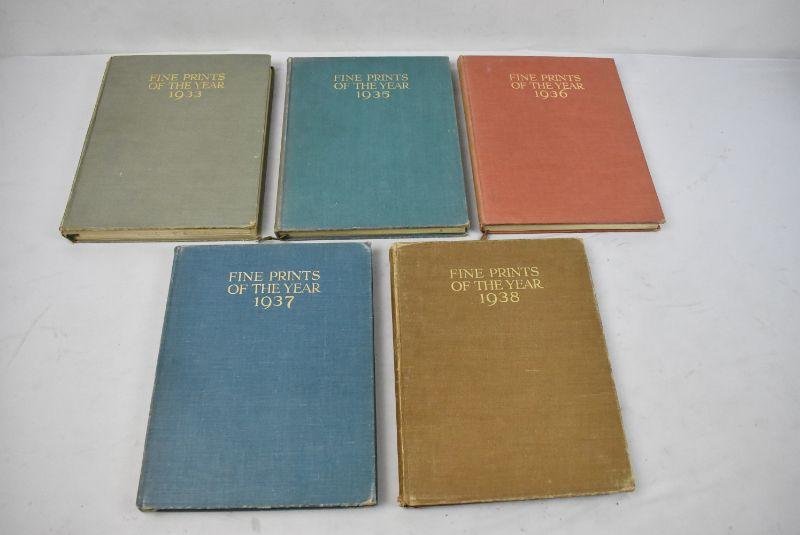 FINE PRINTS
OF THE YEAR
1933
FINE PRINTS
OF THE YEAR
1935
FINE PRINTS
OF THE YEAR
1936
FINE PRINTS
OF THE YEAR
1937
FINE PRINTS
OF THE YEAR
1938